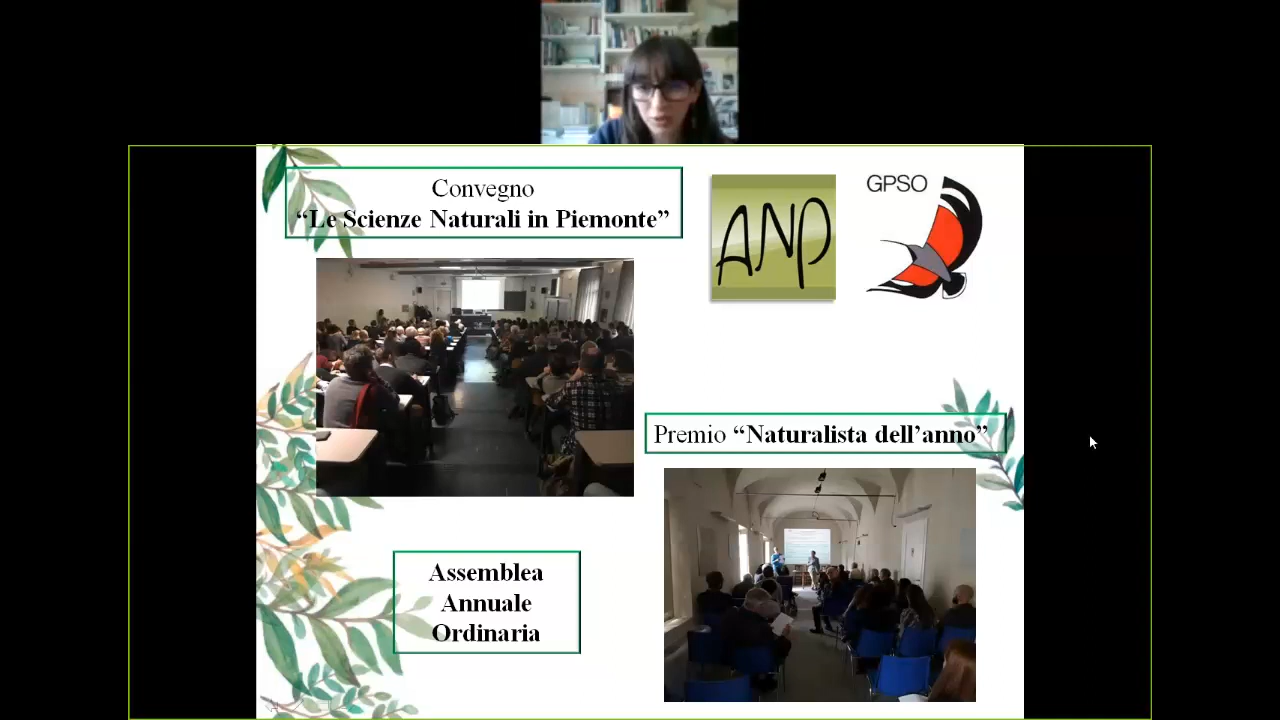 Convegno
“Le Scienze Naturali in Piemonte”
ANP
GPSO
Premio “Naturalista dell’anno”
Assemblea
Annuale
Ordinaria